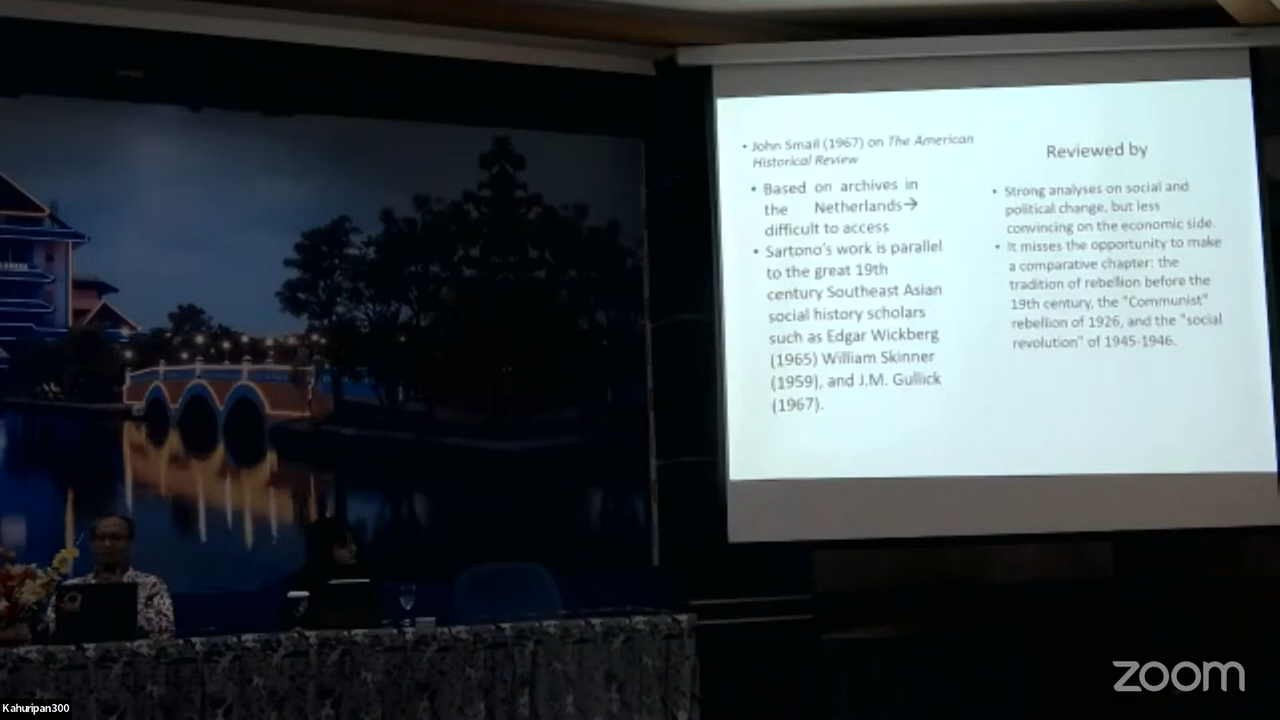 • John Smail (1967) on The American
Historical Review
• Based on archives in
the Netherlands→
difficult to access
• Sartono's work is parallel
to the great 19th
century Southeast Asian
social history scholars
such as Edgar Wickberg
(1965) William Skinner
(1959), and J.M. Gullick
(1967).
Reviewed by
• Strong analyses on social and
political change, but less
convincing on the economic side.
• It misses the opportunity to make
a comparative chapter: the
tradition of rebellion before the
19th century, the "Communist"
rebellion of 1926, and the "social
revolution" of 1945-1946.
zoom
Kahuripan300